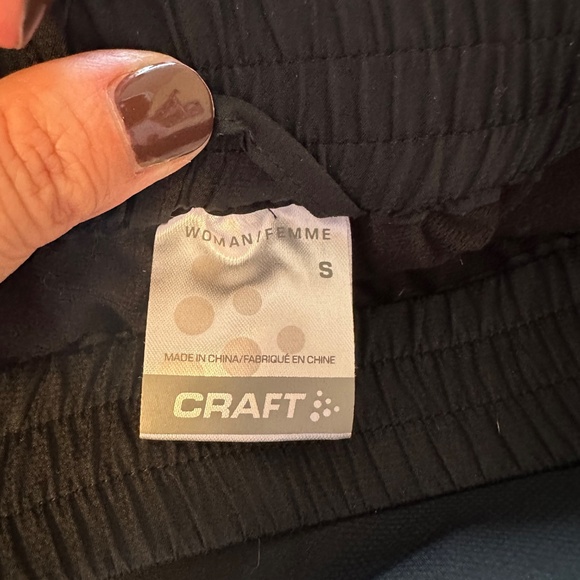 WOMAN/FEMME
S
MADE IN CHINA/FABRIQUÉ EN CHINE
CRAFT